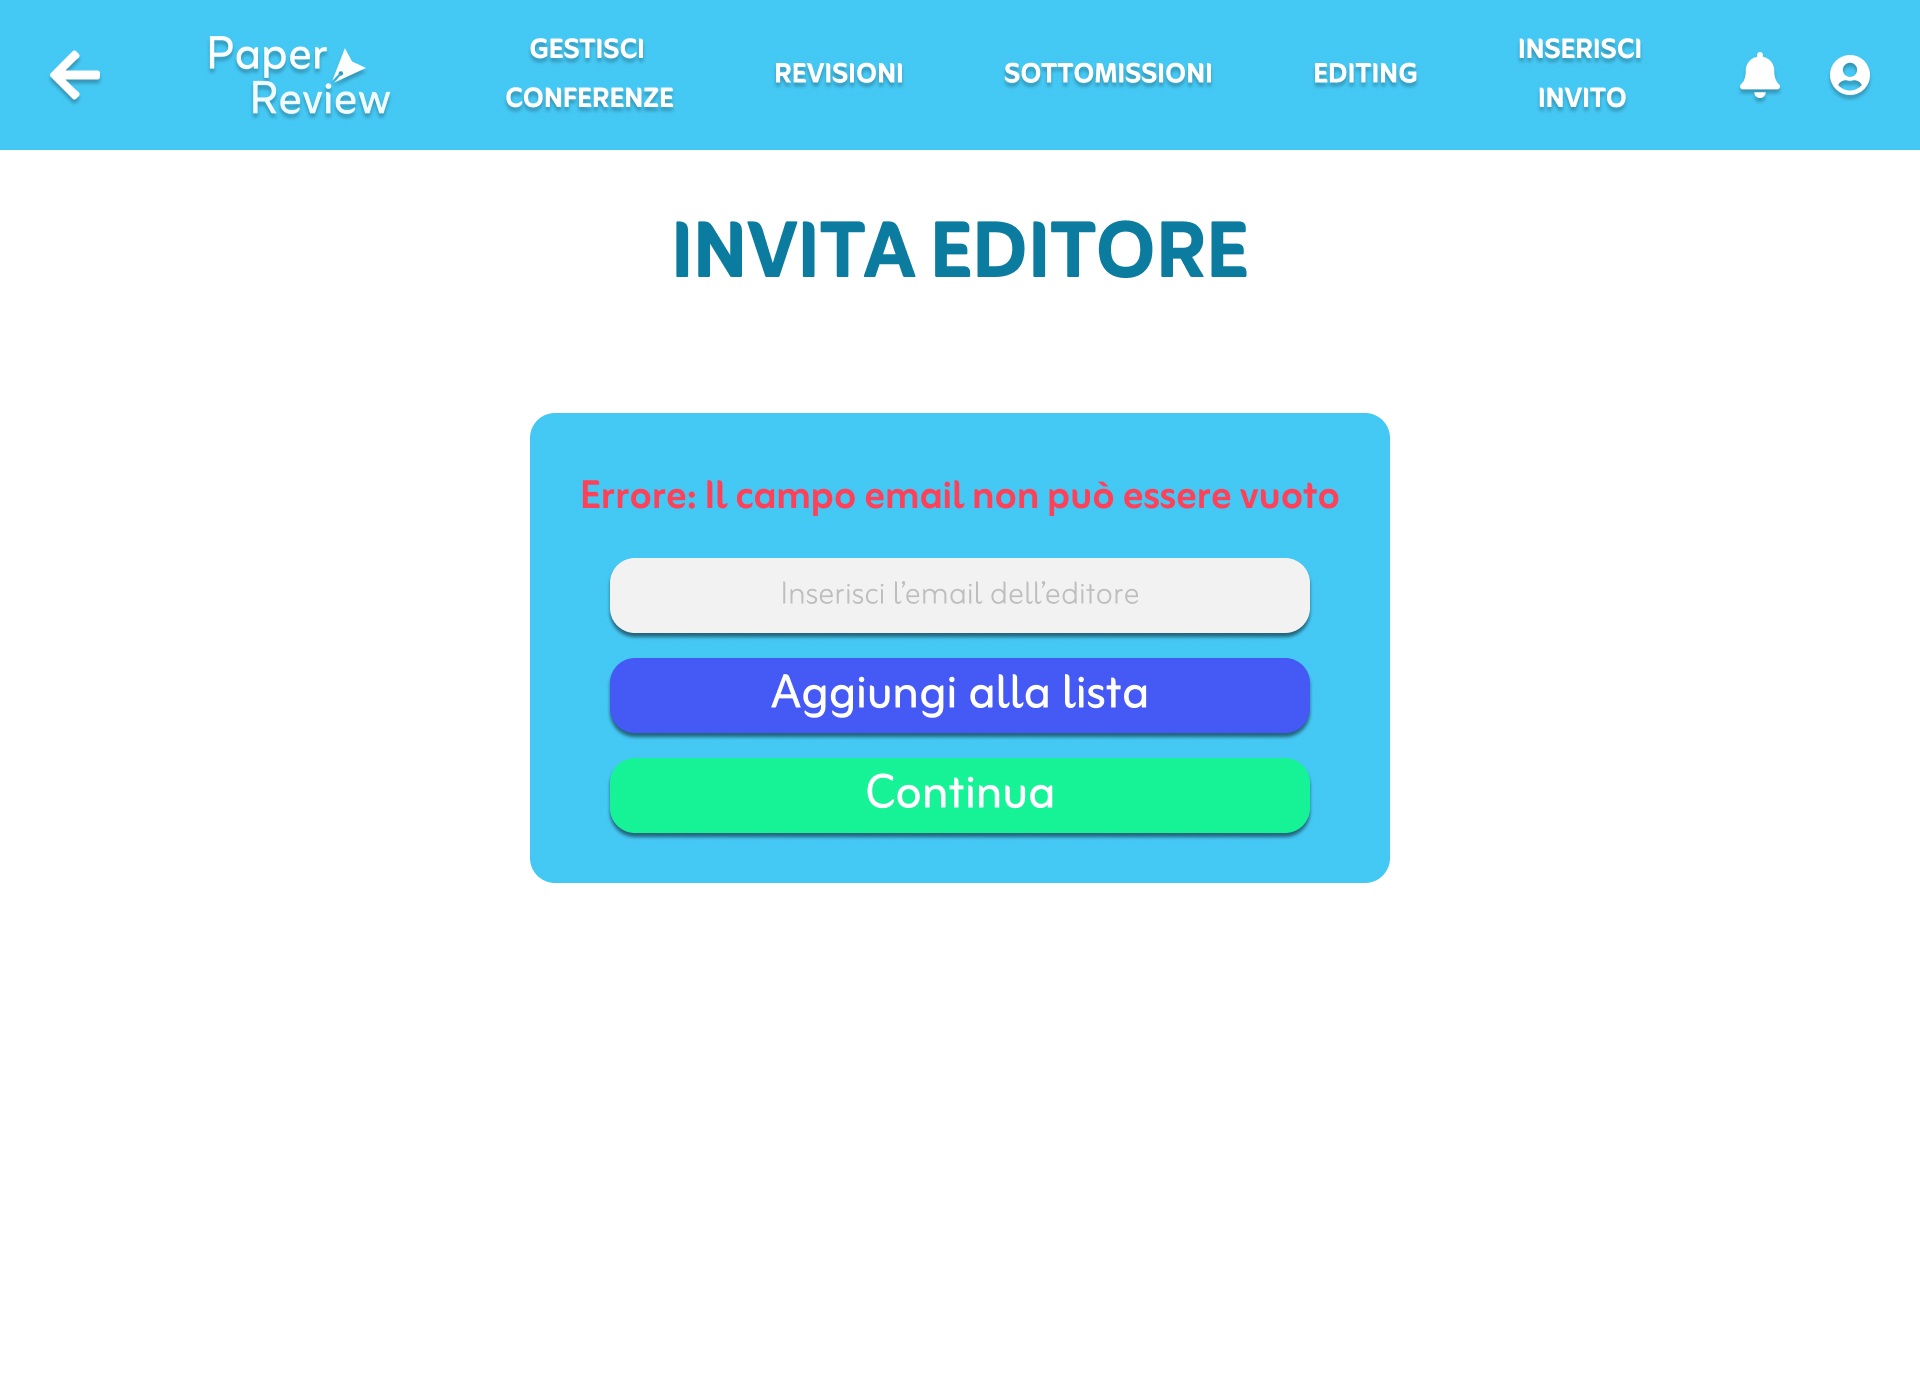 Paper
Review
GESTISCI
CONFERENZE
REVISIONI
SOTTOMISSIONI
EDITING
INSERISCI
INVITO
INVITA EDITORE
Errore: Il campo email non può essere vuoto
Inserisci l’email dell’editore
Aggiungi alla lista
Continua